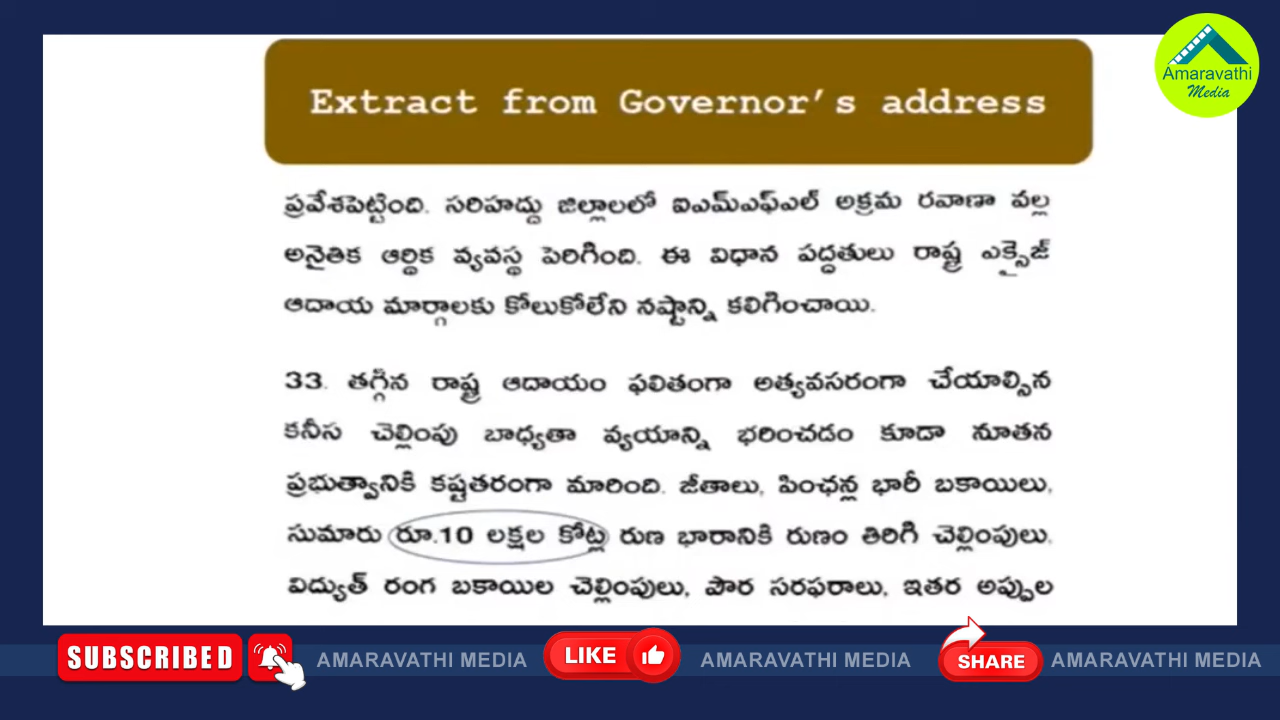 Amaravathi
Media
Extract from Governor's address
ప్రవేశపెట్టింది. సరిహద్దు జిల్లాలలో ఐఎమ్ఎఫ్ఎల్ అక్రమ రవాణా వల్ల
అనైతిక ఆర్థిక వ్యవస్థ పెరిగింది. ఈ విధాన పద్ధతులు రాష్ట్ర ఎక్సైజ్
ఆదాయ మార్గాలకు కోలుకోలేని నష్టాన్ని కలిగించాయి.
33. తగ్గిన రాష్ట్ర ఆదాయం ఫలితంగా అత్యవసరంగా చేయాల్సిన
కనీస చెల్లింపు బాధ్యతా వ్యయాన్ని భరించడం కూడా నూతన
ప్రభుత్వానికి కష్టతరంగా మారింది. జీతాలు, పింఛన్ల భారీ బకాయిలు,
సుమారు రూ.10 లక్షల కోట్ల రుణ భారానికి రుణం తిరిగి చెల్లింపులు,
విద్యుత్ రంగ బకాయిల చెల్లింపులు, పౌర సరఫరాలు, ఇతర అప్పుల
SUBSCRIBED AMARAVATHI MEDIA LIKE AMARAVATHI MEDIA SHARE AMARAVATHI MEDIA